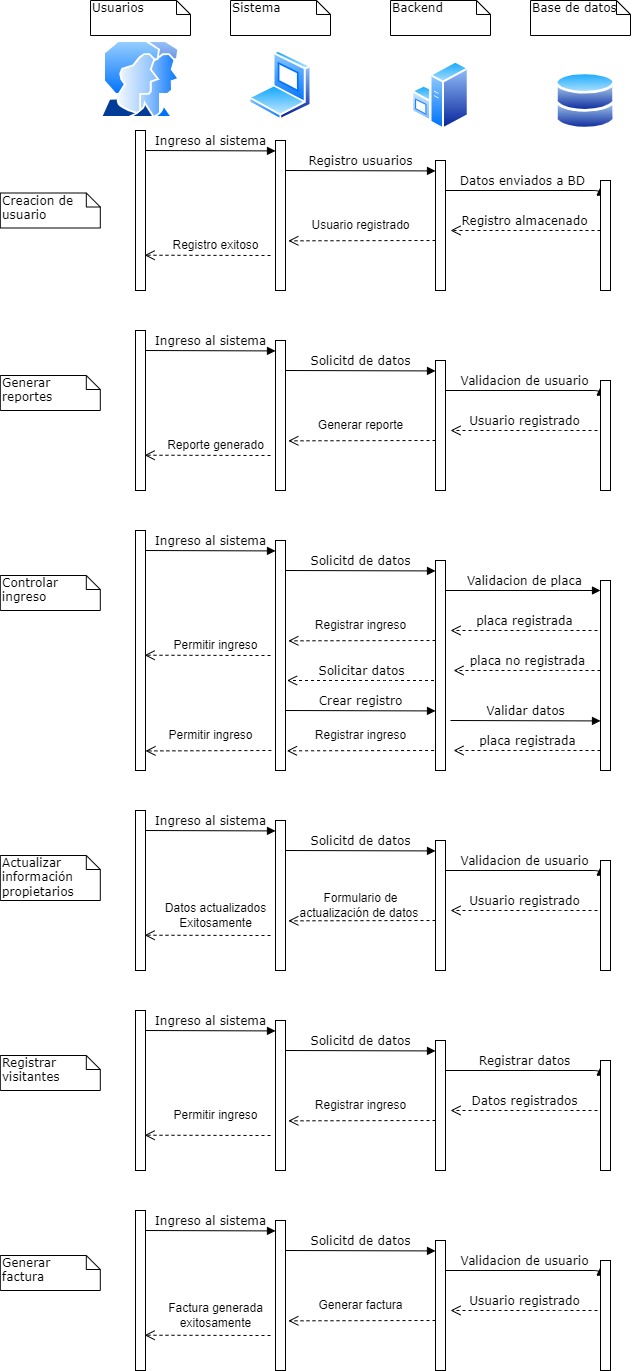 Usuarios
Sistema
Backend
Base de datos
Creacion de
usuario
Ingreso al sistema
Registro usuarios
Datos enviados a BD
Registro almacenado
Usuario registrado
Registro exitoso
Generar
reportes
Ingreso al sistema
Solicitd de datos
Validacion de usuario
Usuario registrado
Generar reporte
Reporte generado
Controlar
ingreso
Ingreso al sistema
Solicitd de datos
Validacion de placa
placa registrada
Registrar ingreso
Permitir ingreso
placa no registrada
Solicitar datos
Crear registro
Validar datos
placa registrada
Registrar ingreso
Permitir ingreso
Actualizar
información
propietarios
Ingreso al sistema
Solicitd de datos
Validacion de usuario
Usuario registrado
Formulario de
actualización de datos
Datos actualizados
Exitosamente
Registrar
visitantes
Ingreso al sistema
Solicitd de datos
Registrar datos
Datos registrados
Registrar ingreso
Permitir ingreso
Generar
factura
Ingreso al sistema
Solicitd de datos
Validacion de usuario
Usuario registrado
Generar factura
Factura generada
exitosamente